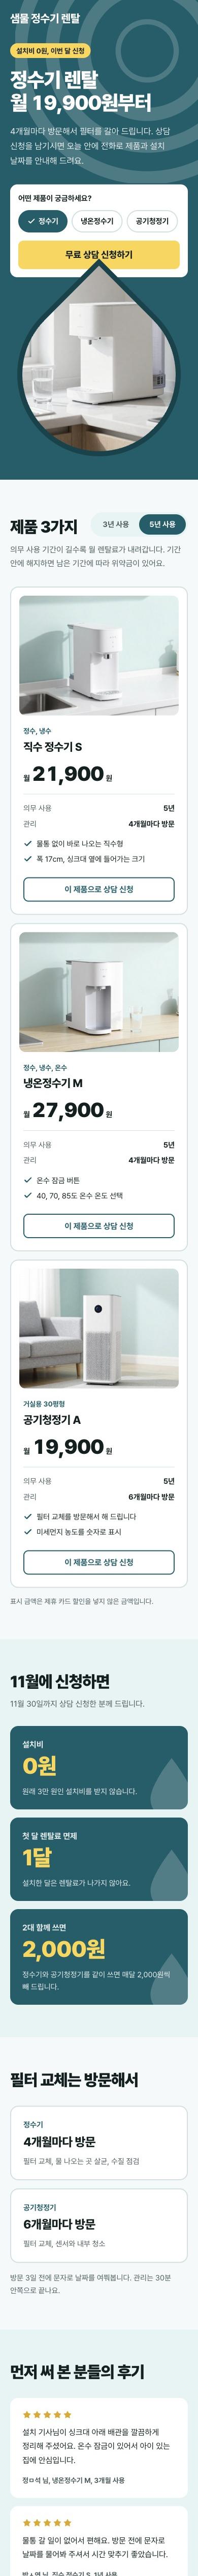 샘물 정수기 렌탈
설치비 0원, 이번 달 신청
정수기 렌탈
월 19,900원부터
4개월마다 방문해서 필터를 갈아 드립니다. 상담
신청을 남기시면 오늘 안에 전화로 제품과 설치
날짜를 안내해 드려요.
어떤 제품이 궁금하세요?
정수기
냉온정수기
공기청정기
무료 상담 신청하기
제품 3가지
3년 사용
5년 사용
의무 사용 기간이 길수록 월 렌탈료가 내려갑니다. 기간
안에 해지하면 남은 기간에 따라 위약금이 있어요.
정수, 냉수
직수 정수기 S
월 21,900 원
의무 사용 5년
관리 4개월마다 방문
물통 없이 바로 나오는 직수형
폭 17cm, 싱크대 옆에 들어가는 크기
이 제품으로 상담 신청
정수, 냉수, 온수
냉온정수기 M
월 27,900 원
의무 사용 5년
관리 4개월마다 방문
온수 잠금 버튼
40, 70, 85도 온수 온도 선택
이 제품으로 상담 신청
거실용 30평형
공기청정기 A
월 19,900 원
의무 사용 5년
관리 6개월마다 방문
필터 교체를 방문해서 해 드립니다
미세먼지 농도를 숫자로 표시
이 제품으로 상담 신청
표시 금액은 제휴 카드 할인을 넣지 않은 금액입니다.
11월에 신청하면
11월 30일까지 상담 신청한 분께 드립니다.
설치비
0원
원래 3만 원인 설치비를 받지 않습니다.
첫 달 렌탈료 면제
1달
설치한 달은 렌탈료가 나가지 않아요.
2대 함께 쓰면
2,000원
정수기와 공기청정기를 같이 쓰면 매달 2,000원씩
빼 드립니다.
필터 교체는 방문해서
정수기
4개월마다 방문
필터 교체, 물 나오는 곳 살균, 수질 점검
공기청정기
6개월마다 방문
필터 교체, 센서와 내부 청소
방문 3일 전에 문자로 날짜를 여쭤봅니다. 관리는 30분
안쪽으로 끝나요.
먼저 써 본 분들의 후기
설치 기사님이 싱크대 아래 배관을 깔끔하게
정리해 주셨어요. 온수 잠금이 있어서 아이 있는
집에 안심입니다.
정ㅁ석 님, 냉온정수기 M, 3개월 사용
물통 갈 일이 없어서 편해요. 방문 전에 문자로
날짜를 물어봐 주셔서 시간 맞추기 좋았습니다.